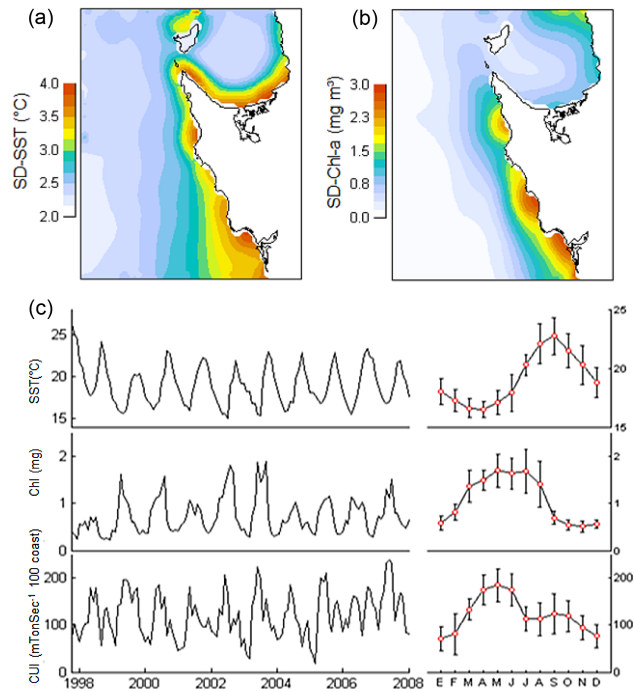 (a)
(b)
SD-SST (°C)
4.0
3.5
3.0
2.5
2.0
SD-Chl-a (mg m³)
3.0
2.3
1.8
1.3
0.8
0.0
(c)
SST(°C)
25
20
15
25
20
15
Chl (mg)
2
1
0
2
1
0
CUI (mTonSec⁻¹ 100 coast)
200
100
0
200
100
0
1998 2000 2002 2004 2006 2008
E F M A M J J A S O N D